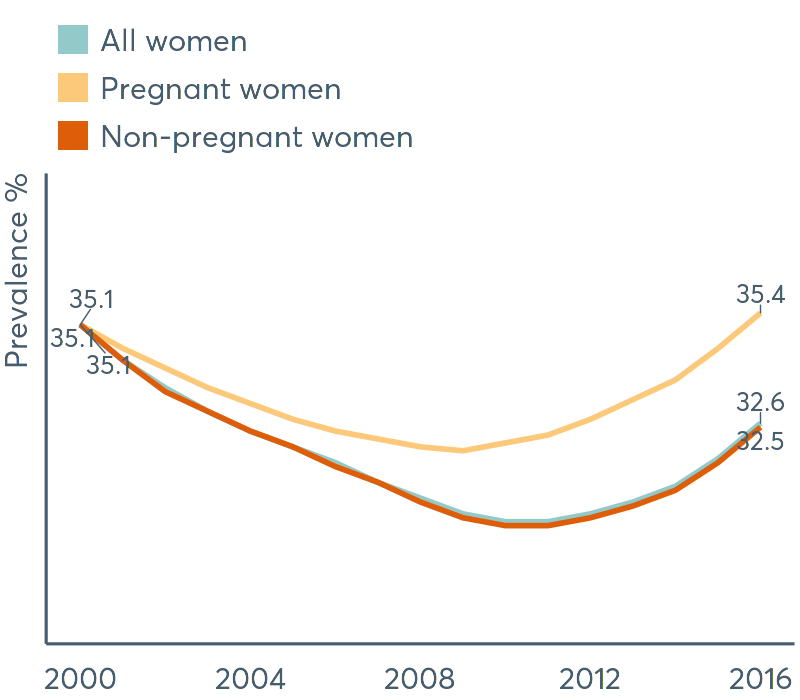 All women
Pregnant women
Non-pregnant women
Prevalence %
35.1
35.1
35.1
35.4
32.6
32.5
2000 2004 2008 2012 2016